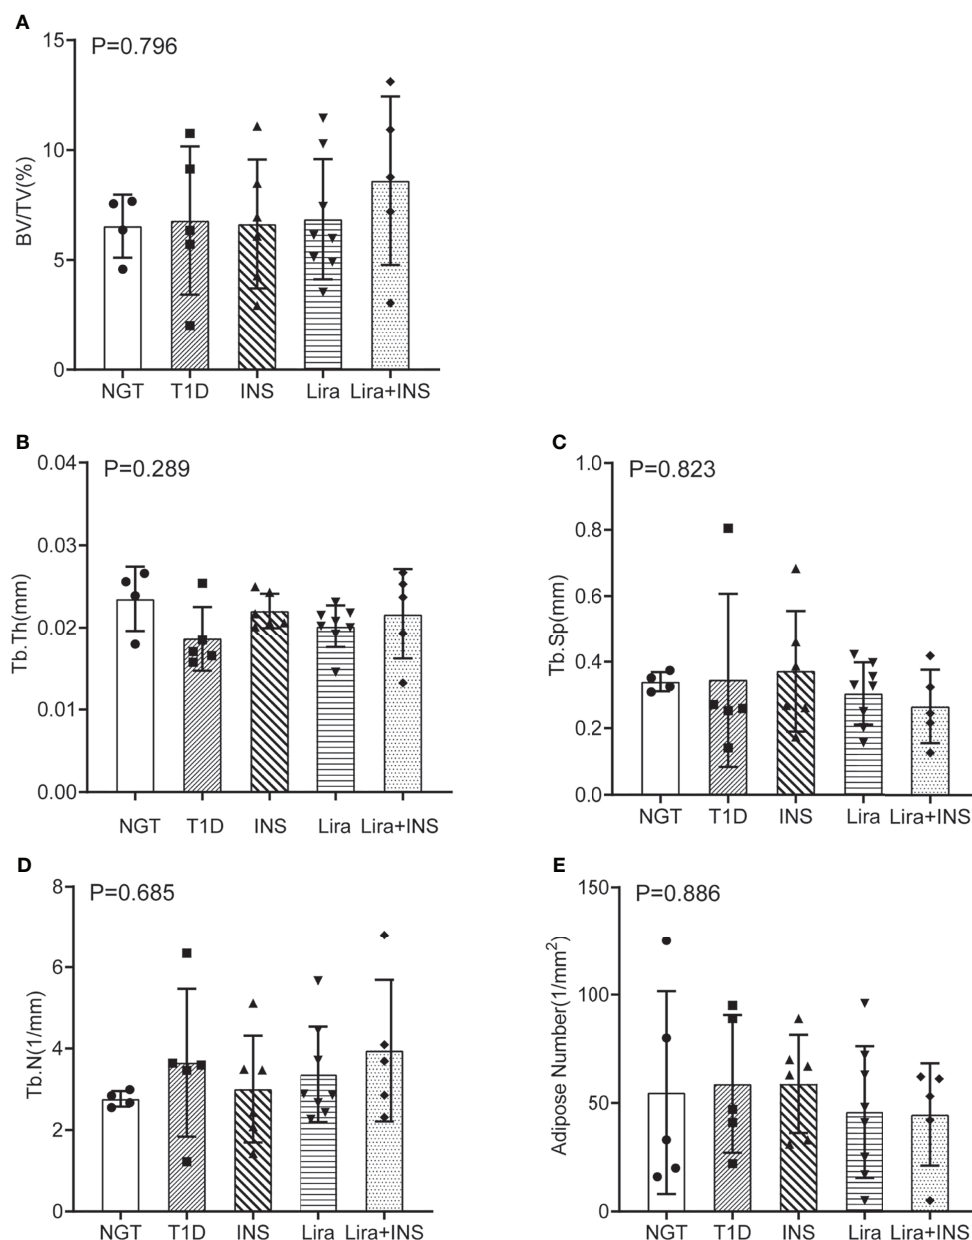 A
P=0.796
15
10
5
0
BV/TV(%)
NGT T1D INS Lira Lira+INS
B
P=0.289
0.04
0.03
0.02
0.01
0.00
Tb.Th(mm)
NGT T1D INS Lira Lira+INS
C
P=0.823
1.0
0.8
0.6
0.4
0.2
0.0
Tb.Sp(mm)
NGT T1D INS Lira Lira+INS
D
P=0.685
8
6
4
2
0
Tb.N(1/mm)
NGT T1D INS Lira Lira+INS
E
P=0.886
150
100
50
0
Adipose Number(1/mm²)
NGT T1D INS Lira Lira+INS